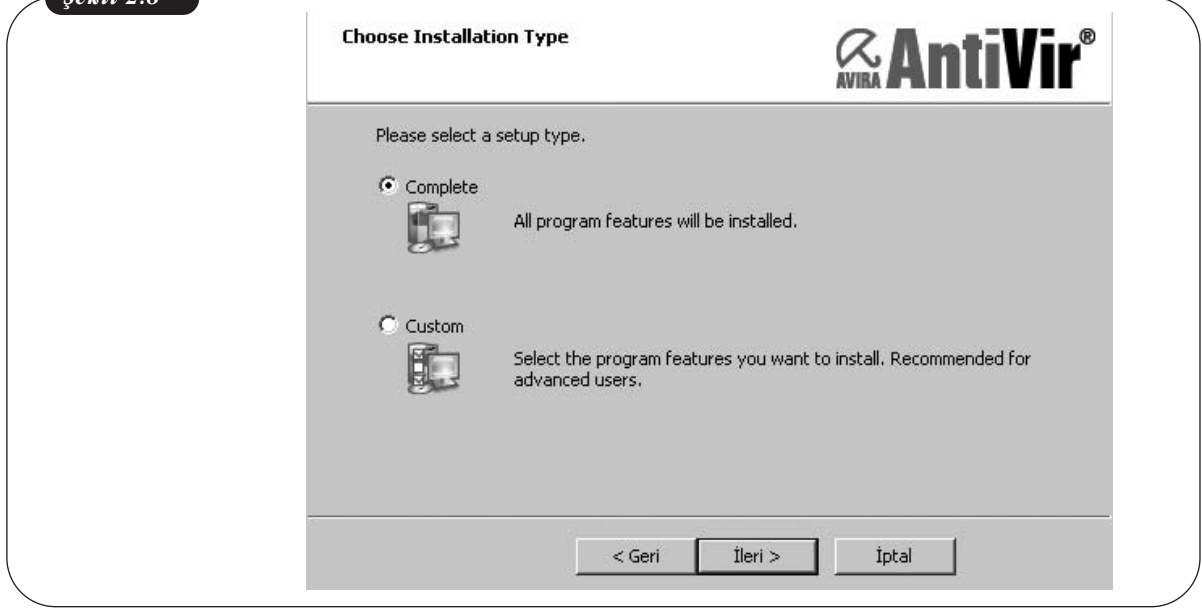 Choose Installation Type
AVIRA AntiVir®
Please select a setup type.
Complete
All program features will be installed.
Custom
Select the program features you want to install. Recommended for
advanced users.
< Geri
İleri >
İptal